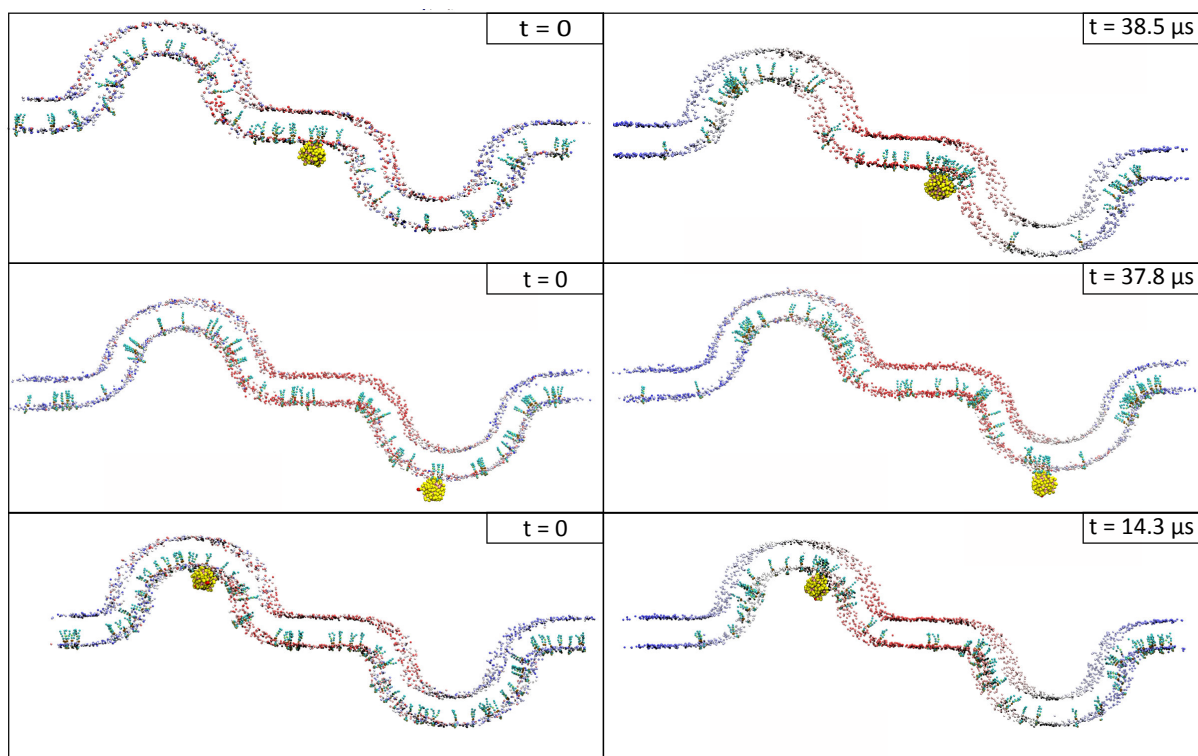 t = 0
t = 38.5 µs
t = 0
t = 37.8 µs
t = 0
t = 14.3 µs